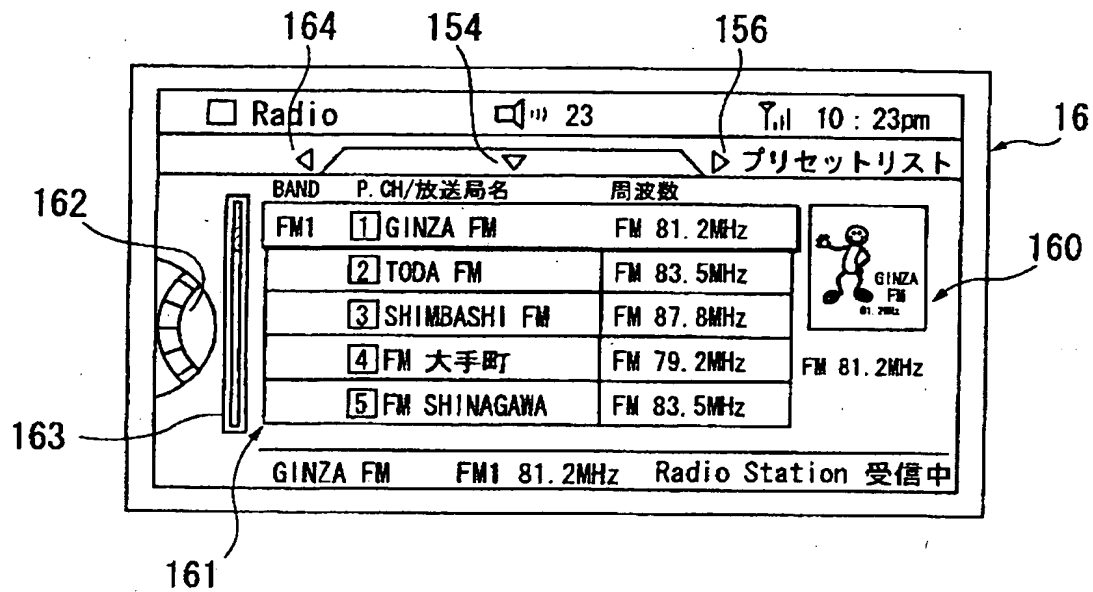 164 154 156
16
Radio 23 10 : 23pm
プリセットリスト
BAND P. CH/放送局名 周波数
162
FM1 1 GINZA FM FM 81. 2MHz
2 TODA FM FM 83. 5MHz
160
GINZA
FM
81. 2MHz
3 SHIMBASHI FM FM 87. 8MHz
4 FM 大手町 FM 79. 2MHz
FM 81. 2MHz
5 FM SHINAGAWA FM 83. 5MHz
163
GINZA FM FM1 81. 2MHz Radio Station 受信中
161